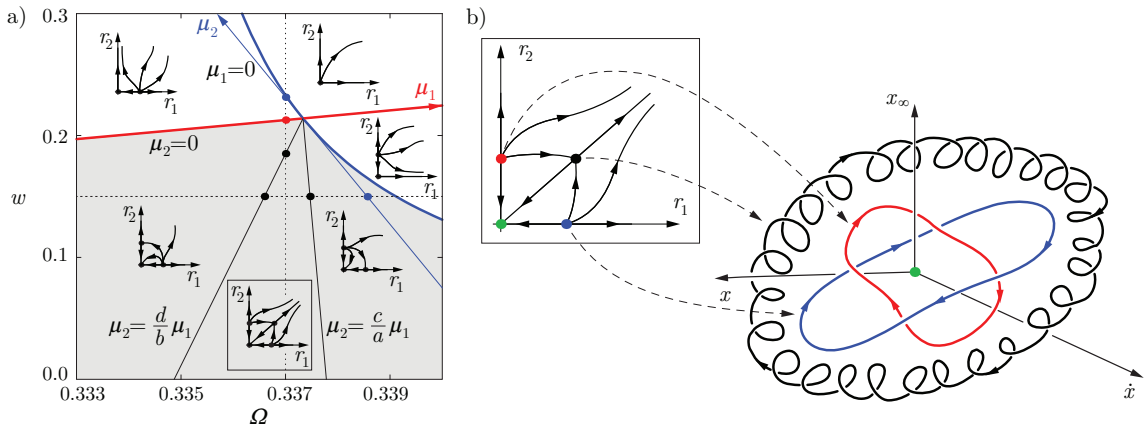 a)
0.3
0.2
w
0.1
0.0
0.333
0.335
0.337
0.339
Ω
μ₂
μ₁=0
μ₁
μ₂=0
r₂
r₁
r₂
r₁
r₂
r₁
r₂
r₁
r₂
r₁
r₂
r₁
μ₂= d/b μ₁
μ₂= c/a μ₁
b)
r₂
r₁
x∞
x
ẋ